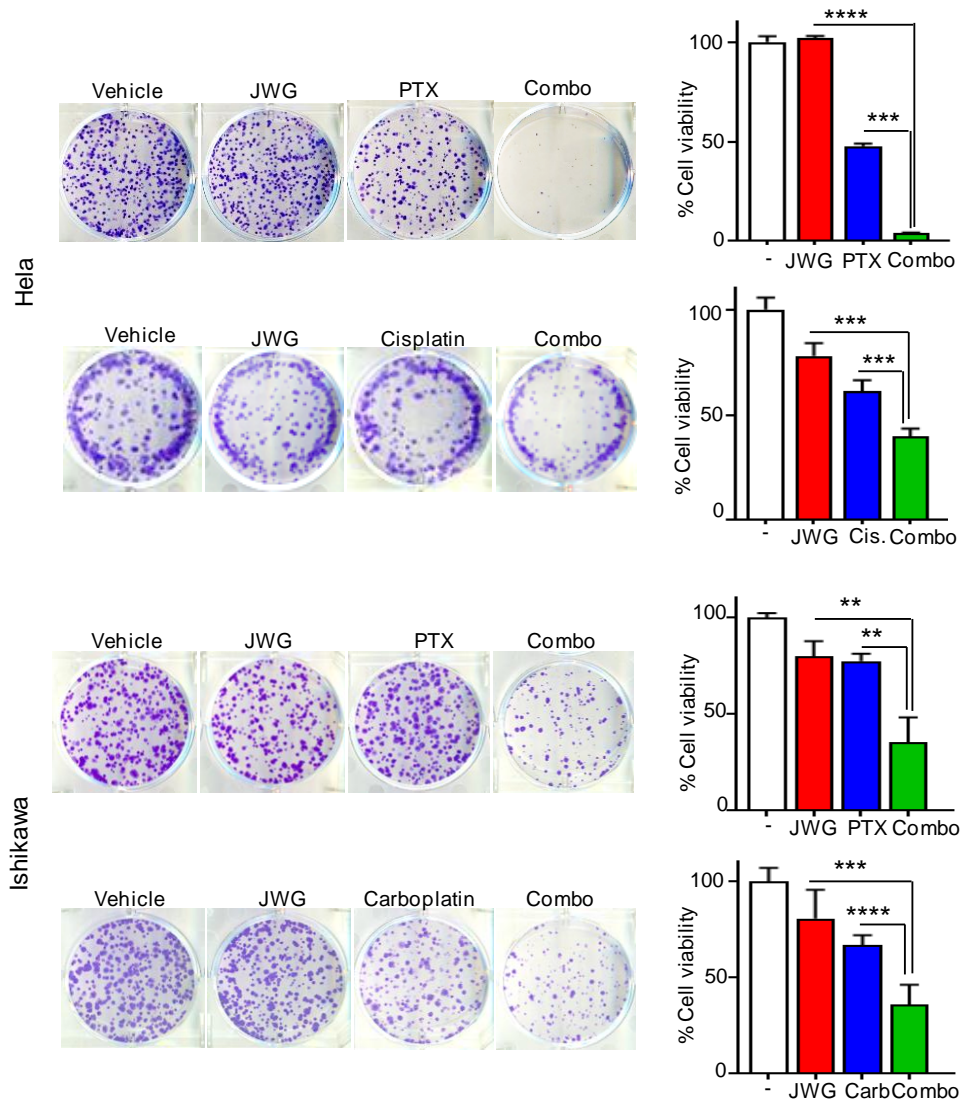 Hela
Vehicle JWG PTX Combo
% Cell viability
100
50
0
**** 
***
- JWG PTX Combo
Vehicle JWG Cisplatin Combo
% Cell viability
100
50
0
***
***
- JWG Cis. Combo
Ishikawa
Vehicle JWG PTX Combo
% Cell viability
100
50
0
**
**
- JWG PTX Combo
Vehicle JWG Carboplatin Combo
% Cell viability
100
50
0
***
****
- JWG Carb Combo